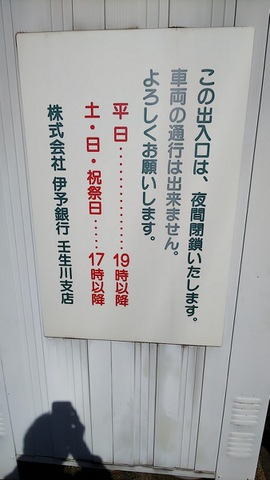 この出入口は、夜間閉鎖いたします。
車両の通行は出来ません。
よろしくお願いします。
平日‥‥‥‥‥‥19時以降
土・日・祝祭日‥‥17時以降
株式会社 伊予銀行 壬生川支店